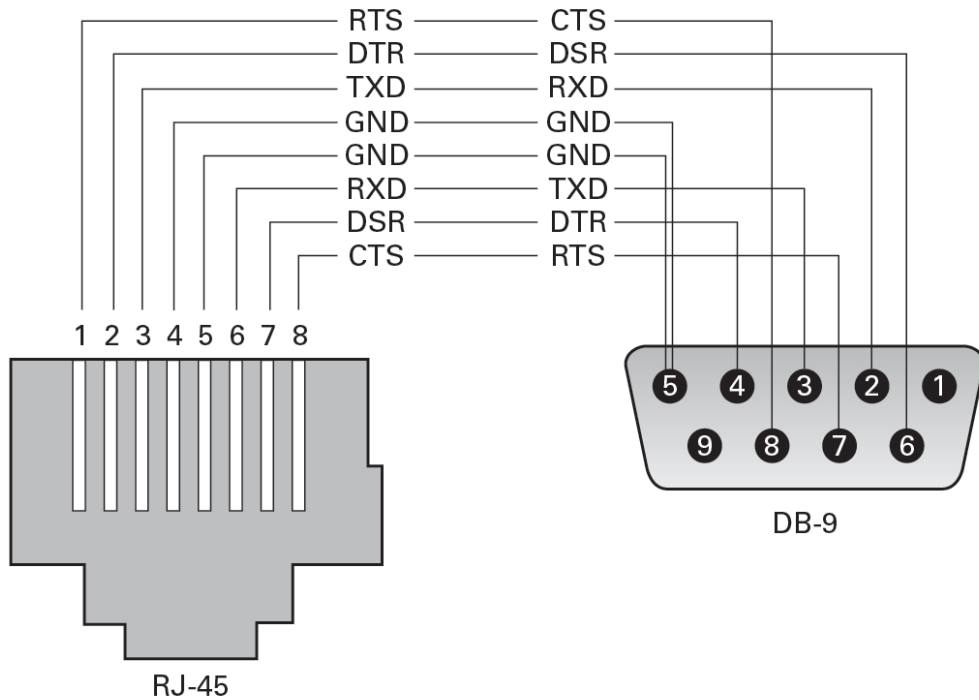 RTS CTS
DTR DSR
TXD RXD
GND GND
GND GND
RXD TXD
DSR DTR
CTS RTS
1 2 3 4 5 6 7 8
5 4 3 2 1
9 8 7 6
DB-9
RJ-45